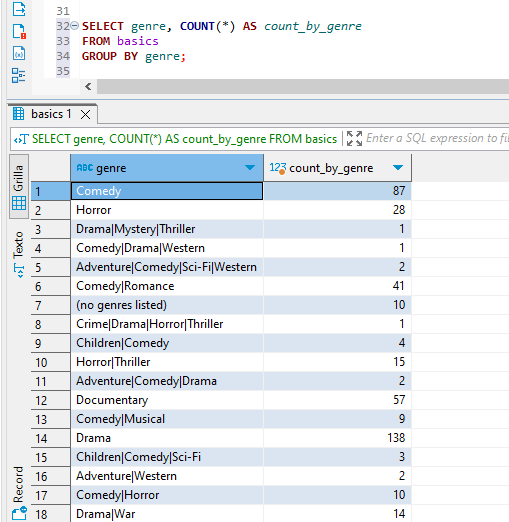 31
32 SELECT genre, COUNT(*) AS count_by_genre
33 FROM basics
34 GROUP BY genre;
35
basics 1
SELECT genre, COUNT(*) AS count_by_genre FROM basics
Enter a SQL expression to fil
Grilla
Texto
Record
ABC genre 123 count_by_genre
1 Comedy 87
2 Horror 28
3 Drama|Mystery|Thriller 1
4 Comedy|Drama|Western 1
5 Adventure|Comedy|Sci-Fi|Western 2
6 Comedy|Romance 41
7 (no genres listed) 10
8 Crime|Drama|Horror|Thriller 1
9 Children|Comedy 4
10 Horror|Thriller 15
11 Adventure|Comedy|Drama 2
12 Documentary 57
13 Comedy|Musical 9
14 Drama 138
15 Children|Comedy|Sci-Fi 3
16 Adventure|Western 2
17 Comedy|Horror 10
18 Drama|War 14